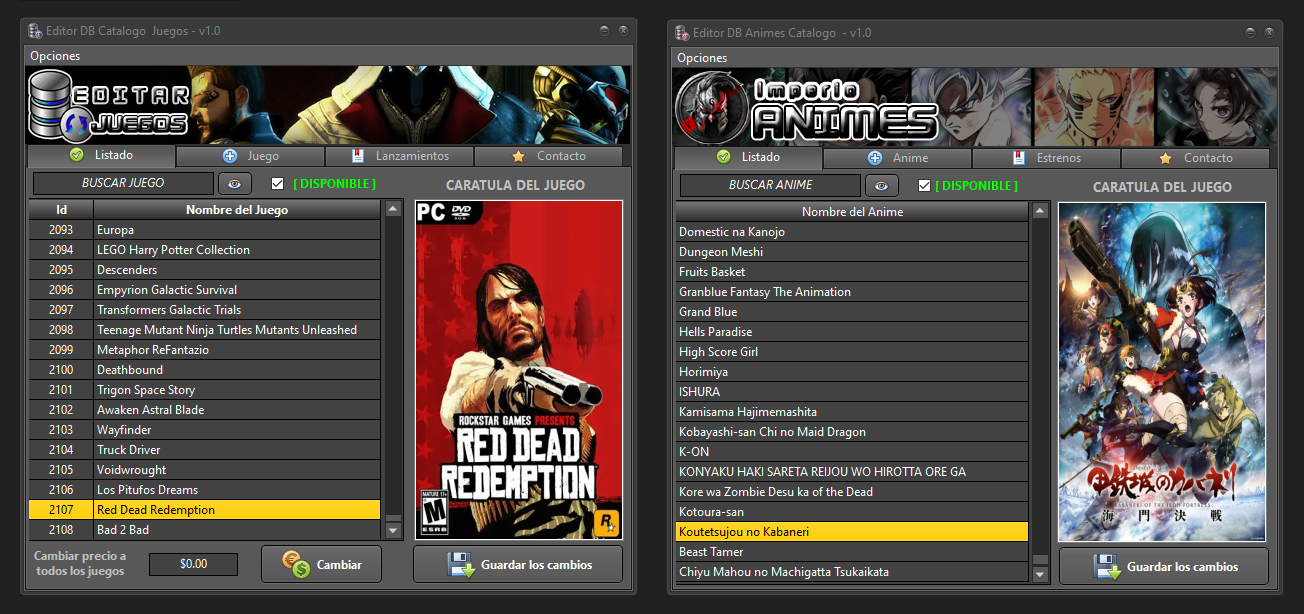 Editor DB Catalogo Juegos - v1.0
Opciones
EDITAR
JUEGOS
Listado
Juego
Lanzamientos
Contacto
BUSCAR JUEGO
[ DISPONIBLE ]
CARATULA DEL JUEGO
Id Nombre del Juego
2093 Europa
2094 LEGO Harry Potter Collection
2095 Descenders
2096 Empyrion Galactic Survival
2097 Transformers Galactic Trials
2098 Teenage Mutant Ninja Turtles Mutants Unleashed
2099 Metaphor ReFantazio
2100 Deathbound
2101 Trigon Space Story
2102 Awaken Astral Blade
2103 Wayfinder
2104 Truck Driver
2105 Voidwrought
2106 Los Pitufos Dreams
2107 Red Dead Redemption
2108 Bad 2 Bad
PC DVD
ROM
ROCKSTAR GAMES PRESENTS
RED DEAD
REDEMPTION
MATURE 17+
M
ESRB
R
Cambiar precio a
todos los juegos
$0.00
Cambiar
Guardar los cambios
Editor DB Animes Catalogo - v1.0
Opciones
Imperio
ANIMES
Listado
Anime
Estrenos
Contacto
BUSCAR ANIME
[ DISPONIBLE ]
CARATULA DEL JUEGO
Nombre del Anime
Domestic na Kanojo
Dungeon Meshi
Fruits Basket
Granblue Fantasy The Animation
Grand Blue
Hells Paradise
High Score Girl
Horimiya
ISHURA
Kamisama Hajimemashita
Kobayashi-san Chi no Maid Dragon
K-ON
KONYAKU HAKI SARETA REIJOU WO HIROTTA ORE GA
Kore wa Zombie Desu ka of the Dead
Kotoura-san
Koutetsujou no Kabaneri
Beast Tamer
Chiyu Mahou no Machigatta Tsukaikata
甲鉄城のカバネリ
KABANERI OF THE IRON FORTRESS
海門決戦
Guardar los cambios